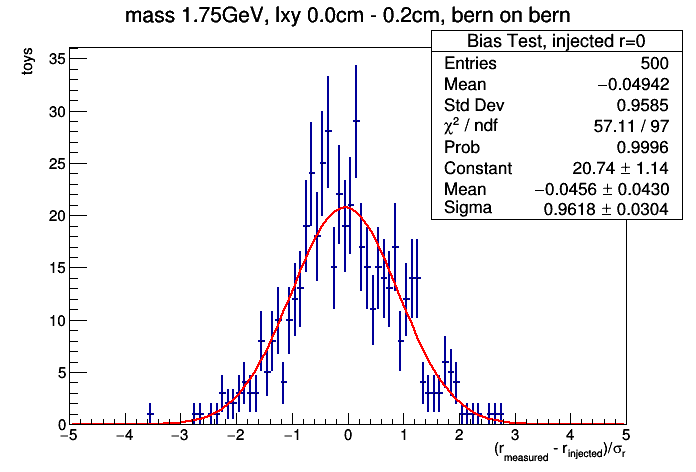 mass 1.75GeV, lxy 0.0cm - 0.2cm, bern on bern
Bias Test, injected r=0
Entries 500
Mean −0.04942
Std Dev 0.9585
χ² / ndf 57.11 / 97
Prob 0.9996
Constant 20.74 ± 1.14
Mean −0.0456 ± 0.0430
Sigma 0.9618 ± 0.0304
toys
35
30
25
20
15
10
5
0
−5 −4 −3 −2 −1 0 1 2 3 4 5
(r_measured - r_injected)/σ_r